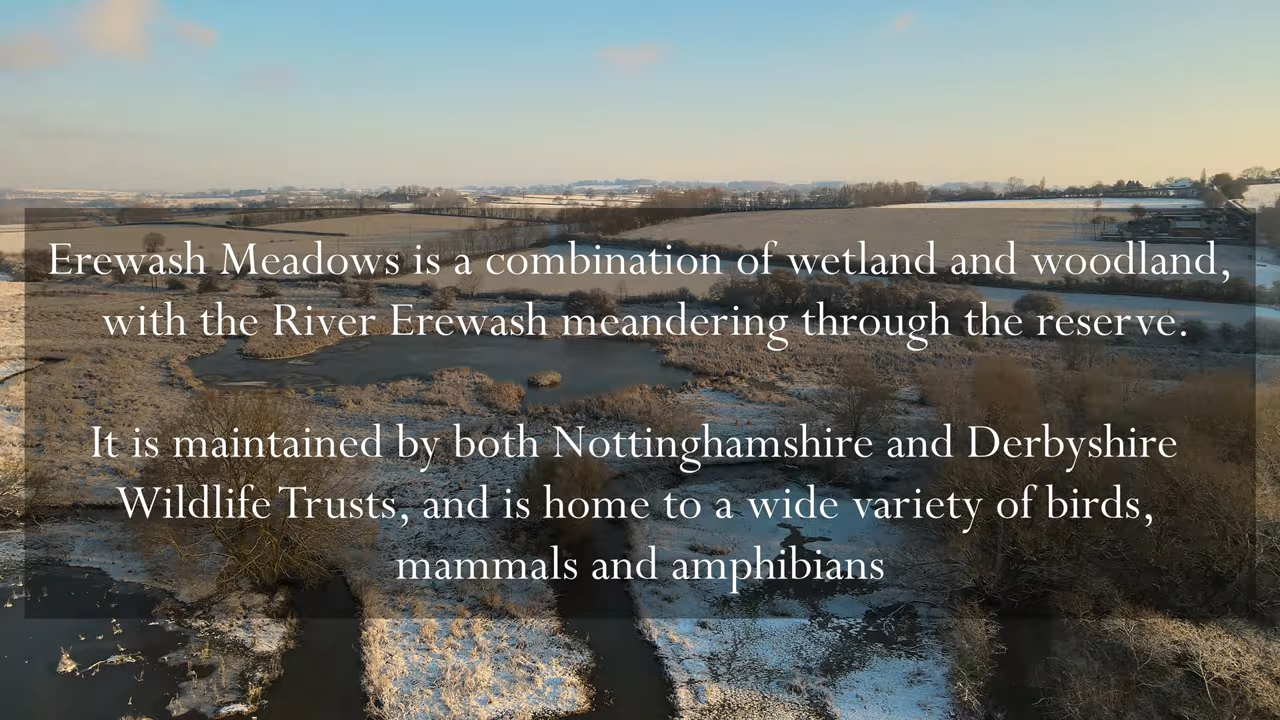 Erewash Meadows is a combination of wetland and woodland,
with the River Erewash meandering through the reserve.
It is maintained by both Nottinghamshire and Derbyshire
Wildlife Trusts, and is home to a wide variety of birds,
mammals and amphibians